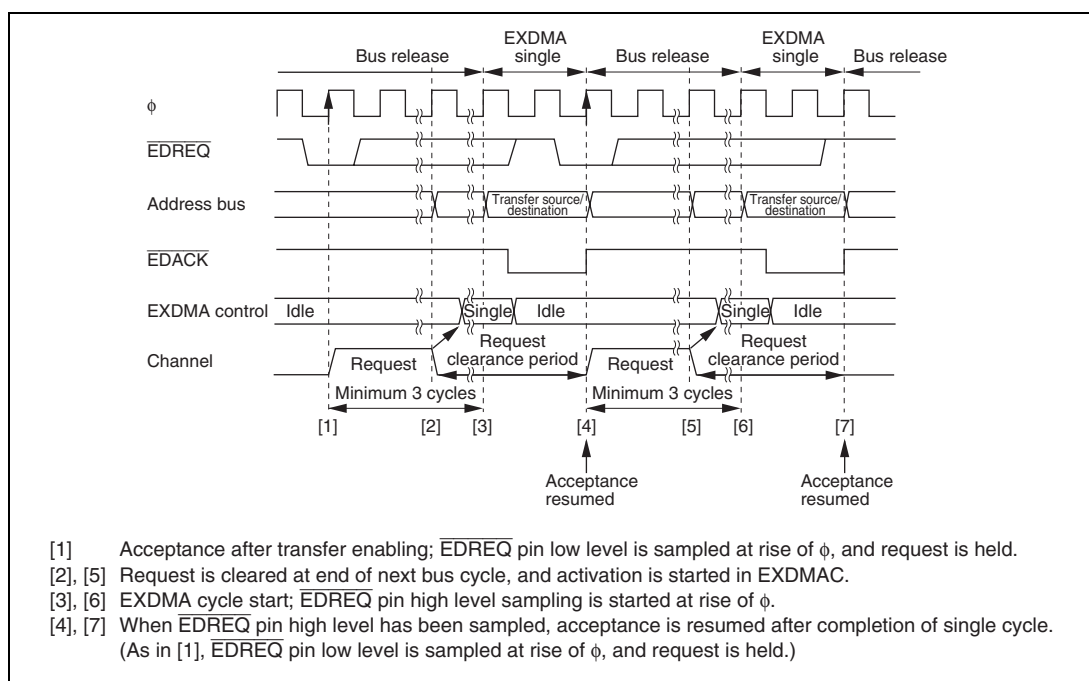 EXDMA
single
EXDMA
single
Bus release
Bus release
Bus release
φ
EDREQ
Address bus
Transfer source/
destination
Transfer source/
destination
EDACK
EXDMA control
Idle
Single
Idle
Single
Idle
Channel
Request
Request
clearance period
Request
Request
clearance period
Minimum 3 cycles
Minimum 3 cycles
[1]
[2]
[3]
[4]
[5]
[6]
[7]
Acceptance
resumed
Acceptance
resumed
[1] Acceptance after transfer enabling; EDREQ pin low level is sampled at rise of φ, and request is held.
[2], [5] Request is cleared at end of next bus cycle, and activation is started in EXDMAC.
[3], [6] EXDMA cycle start; EDREQ pin high level sampling is started at rise of φ.
[4], [7] When EDREQ pin high level has been sampled, acceptance is resumed after completion of single cycle.
(As in [1], EDREQ pin low level is sampled at rise of φ, and request is held.)